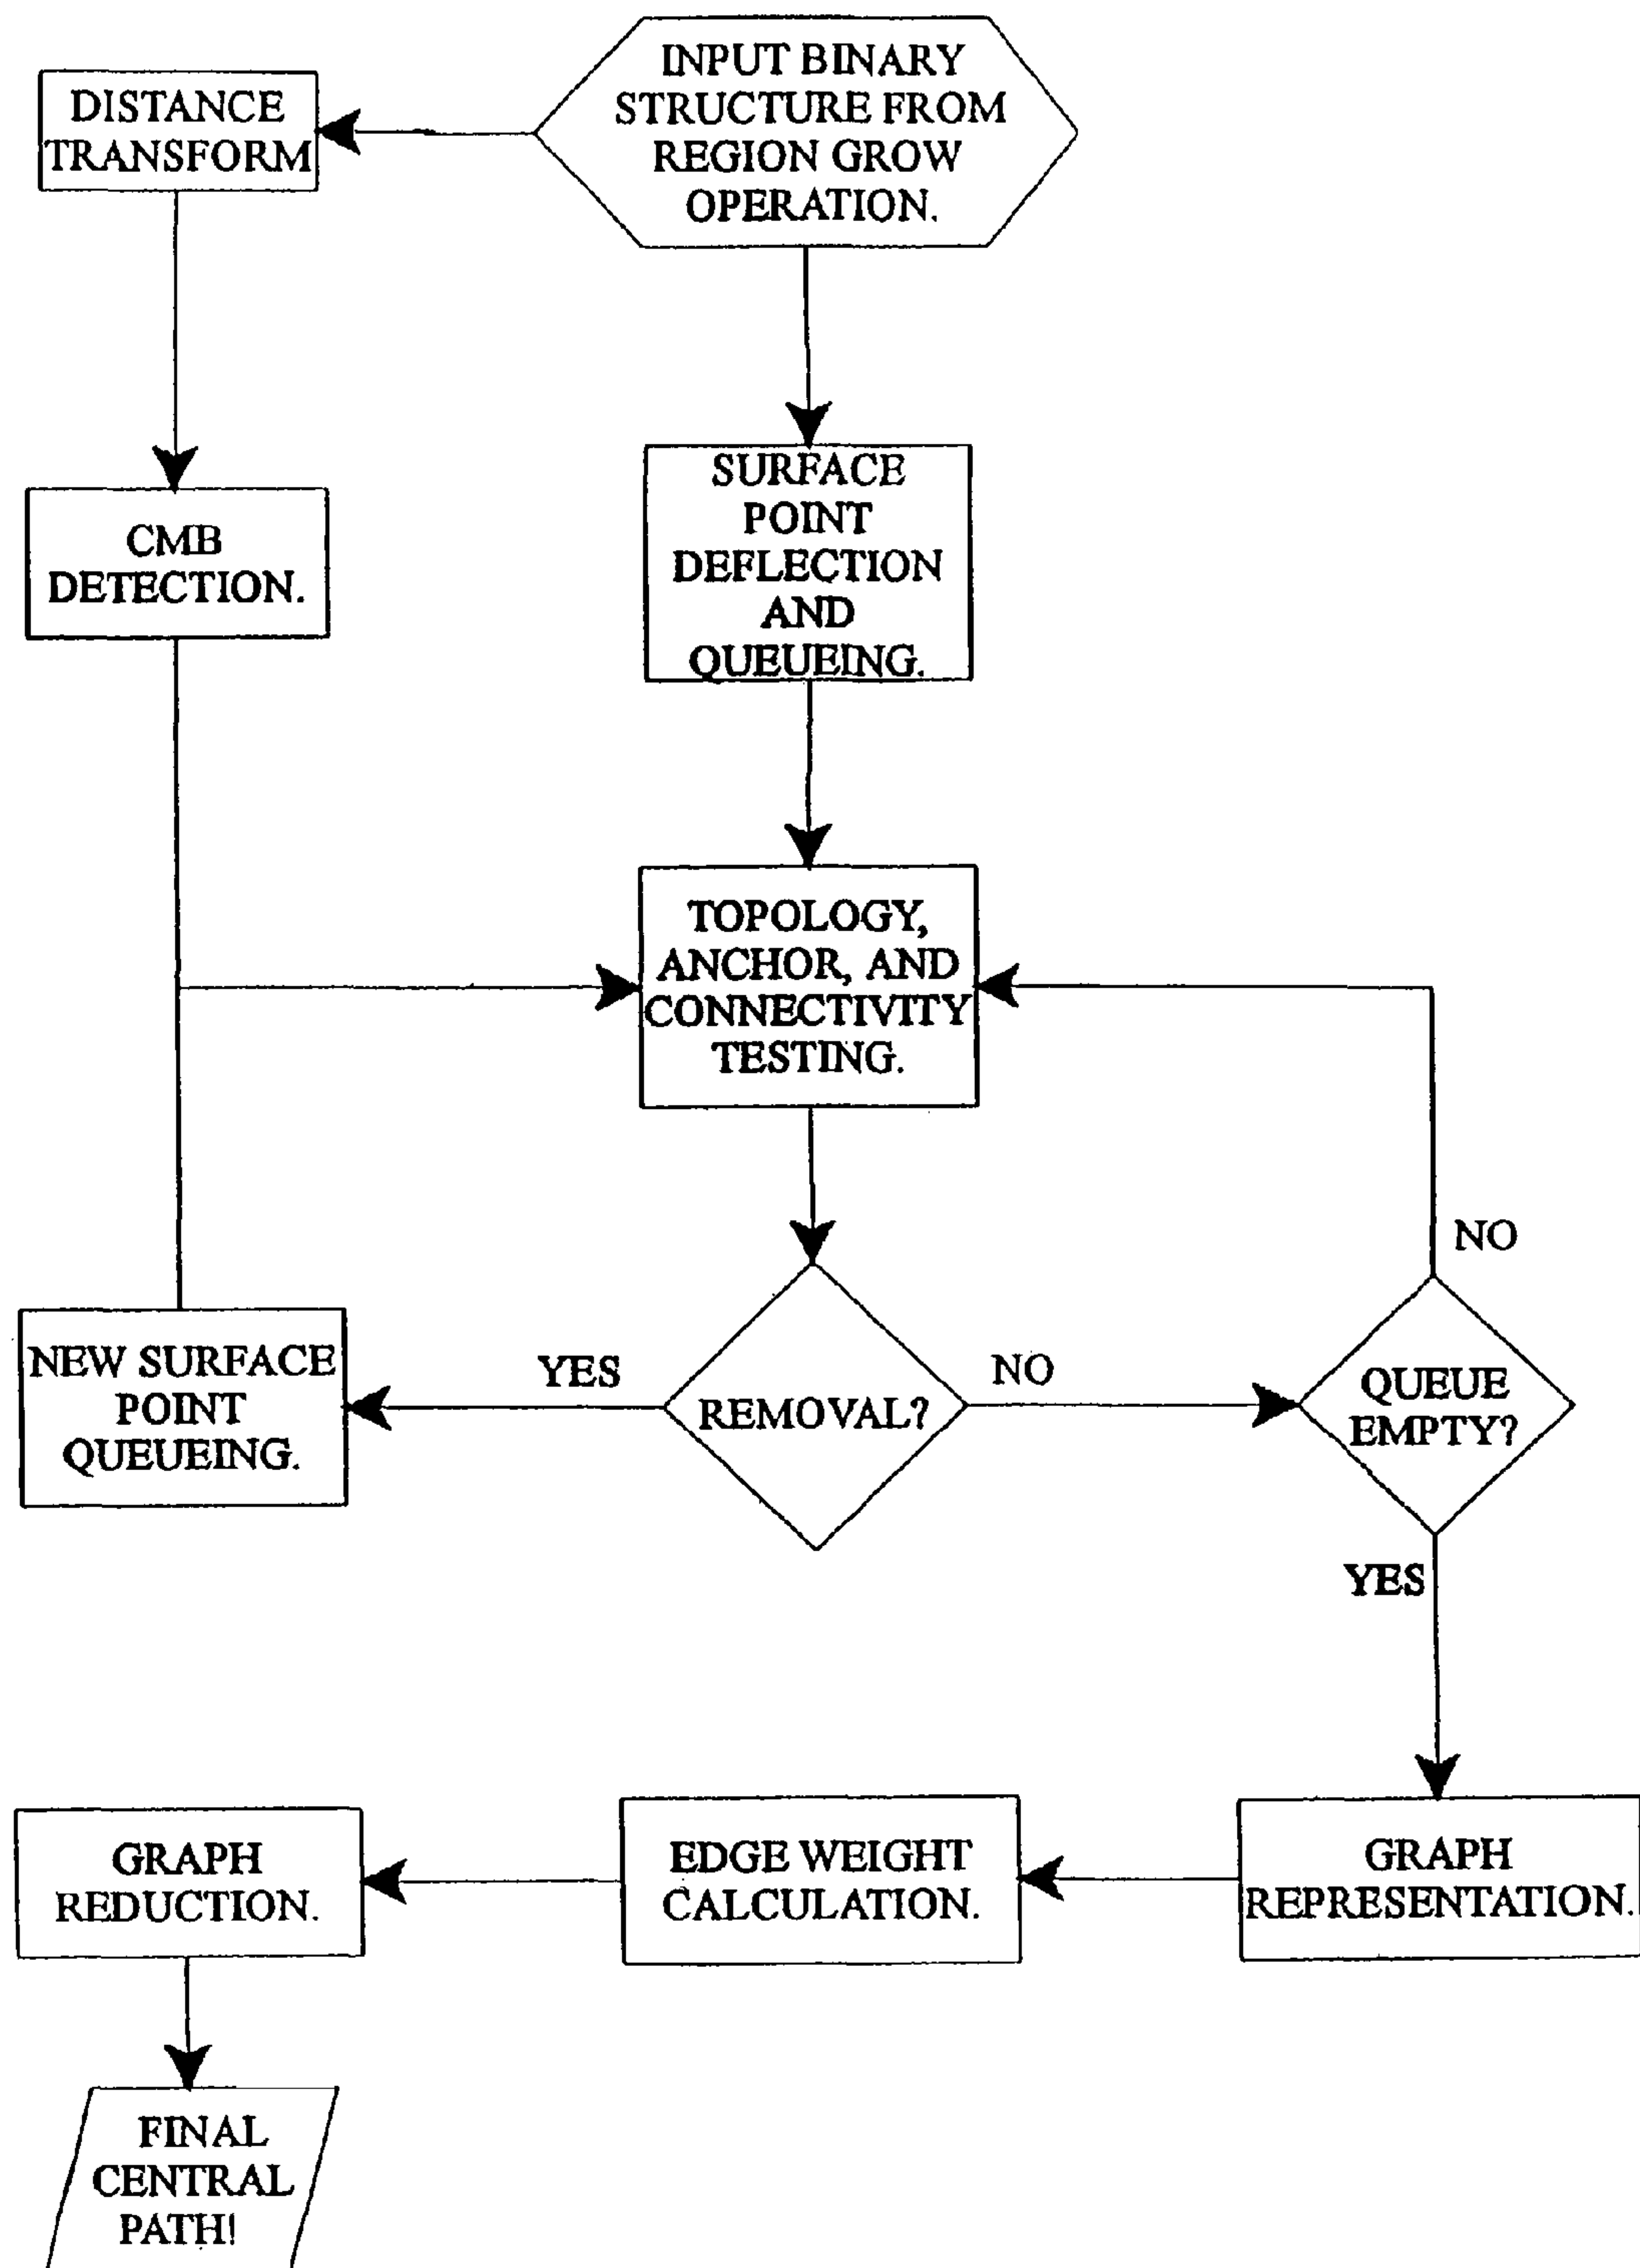 INPUT BINARY
STRUCTURE FROM
REGION GROW
OPERATION.
DISTANCE
TRANSFORM
CMB
DETECTION.
SURFACE
POINT
DEFLECTION
AND
QUEUEING.
TOPOLOGY,
ANCHOR, AND
CONNECTIVITY
TESTING.
NO
NEW SURFACE
POINT
QUEUEING.
YES
REMOVAL?
NO
QUEUE
EMPTY?
YES
GRAPH
REDUCTION.
EDGE WEIGHT
CALCULATION.
GRAPH
REPRESENTATION.
FINAL
CENTRAL
PATH!